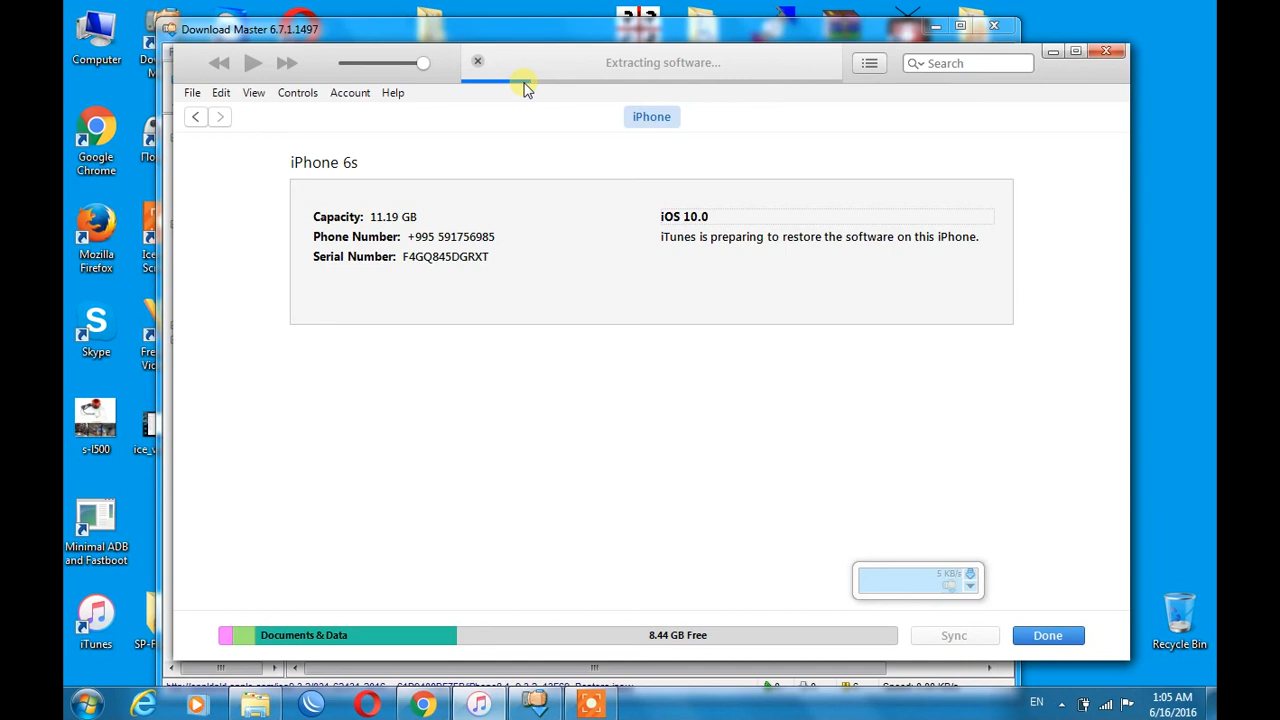 Download Master 6.7.1.1497
Extracting software...
Search
File Edit View Controls Account Help
iPhone
iPhone 6s
Capacity: 11.19 GB
Phone Number: +995 591756985
Serial Number: F4GQ845DGRXT
iOS 10.0
iTunes is preparing to restore the software on this iPhone.
5 KB/s
Documents & Data
8.44 GB Free
Sync
Done
Computer
Google
Chrome
Mozilla
Firefox
Skype
s-l500
Minimal ADB
and Fastboot
iTunes
Recycle Bin
EN
1:05 AM
6/16/2016